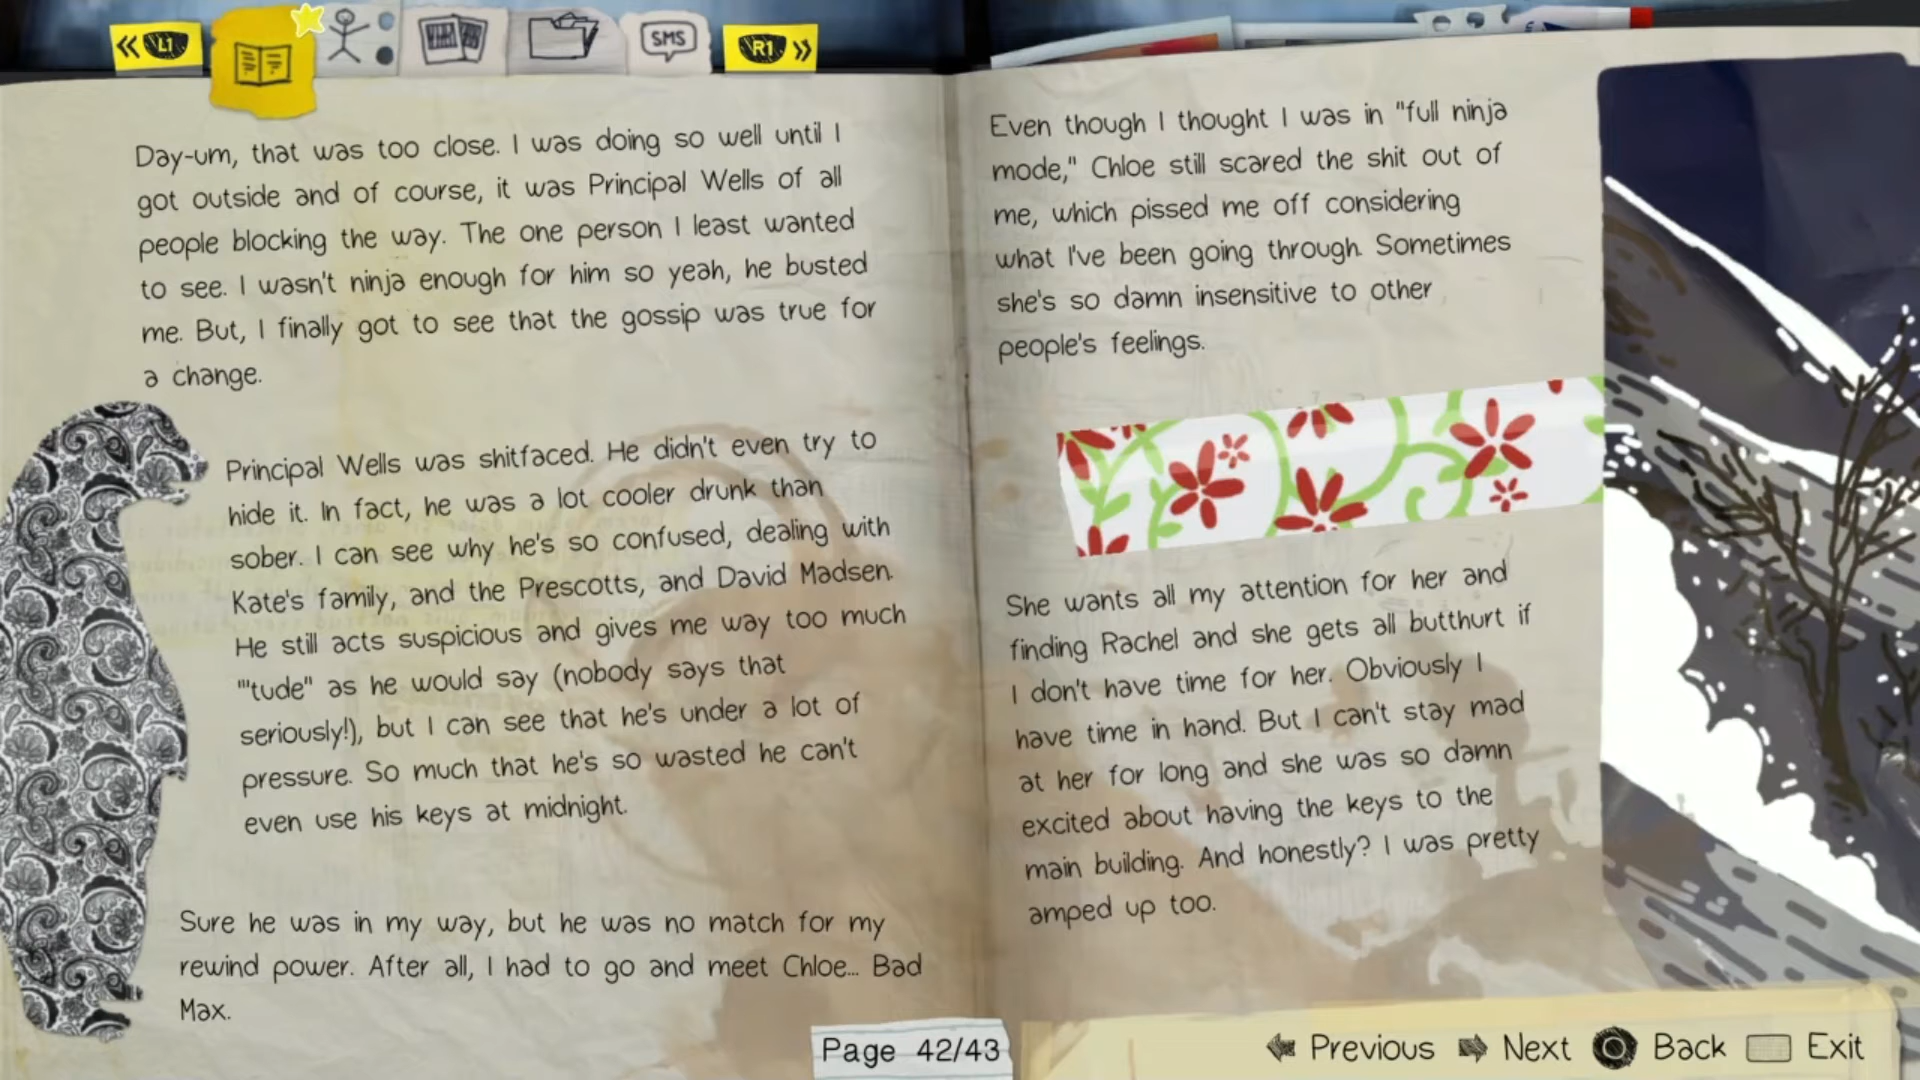 L1
SMS
R1
Day-um, that was too close. I was doing so well until I
got outside and of course, it was Principal Wells of all
people blocking the way. The one person I least wanted
to see. I wasn't ninja enough for him so yeah, he busted
me. But, I finally got to see that the gossip was true for
a change.
Principal Wells was shitfaced. He didn't even try to
hide it. In fact, he was a lot cooler drunk than
sober. I can see why he's so confused, dealing with
Kate's family, and the Prescotts, and David Madsen.
He still acts suspicious and gives me way too much
"'tude" as he would say (nobody says that
seriously!), but I can see that he's under a lot of
pressure. So much that he's so wasted he can't
even use his keys at midnight.
Sure he was in my way, but he was no match for my
rewind power. After all, I had to go and meet Chloe... Bad
Max.
Even though I thought I was in "full ninja
mode," Chloe still scared the shit out of
me, which pissed me off considering
what I've been going through. Sometimes
she's so damn insensitive to other
people's feelings.
She wants all my attention for her and
finding Rachel and she gets all butthurt if
I don't have time for her. Obviously I
have time in hand. But I can't stay mad
at her for long and she was so damn
excited about having the keys to the
main building. And honestly? I was pretty
amped up too.
Page 42/43
Previous Next Back Exit